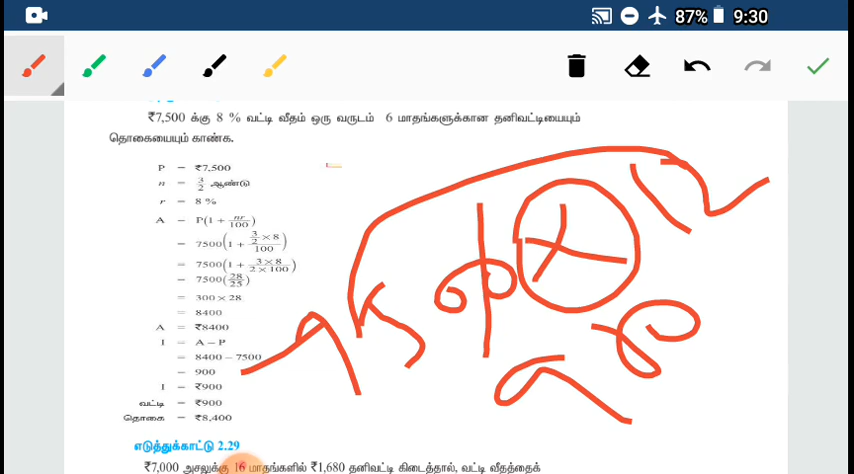 87% 9:30
₹7,500 க்கு 8 % வட்டி வீதம் ஒரு வருடம் 6 மாதங்களுக்கான தனிவட்டியையும்
தொகையையும் காண்க.
P = ₹7,500
n = 3/2 ஆண்டு
r = 8 %
A = P(1 + nr/100)
= 7500(1 + 3/2 × 8/100)
= 7500(1 + 3 × 8/2 × 100)
= 7500(28/25)
= 300 × 28
= 8400
A = ₹8400
I = A – P
= 8400 – 7500
= 900
I = ₹900
வட்டி = ₹900
தொகை = ₹8,400
எடுத்துக்காட்டு 2.29
₹7,000 அசலுக்கு 16 மாதங்களில் ₹1,680 தனிவட்டி கிடைத்தால், வட்டி வீதத்தைக்